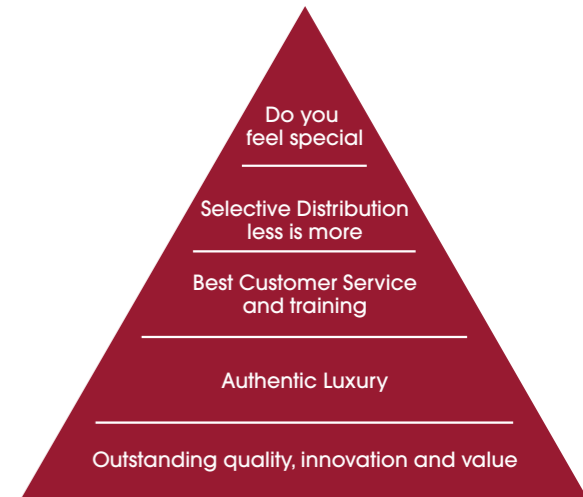 Do you
feel special
Selective Distribution
less is more
Best Customer Service
and training
Authentic Luxury
Outstanding quality, innovation and value